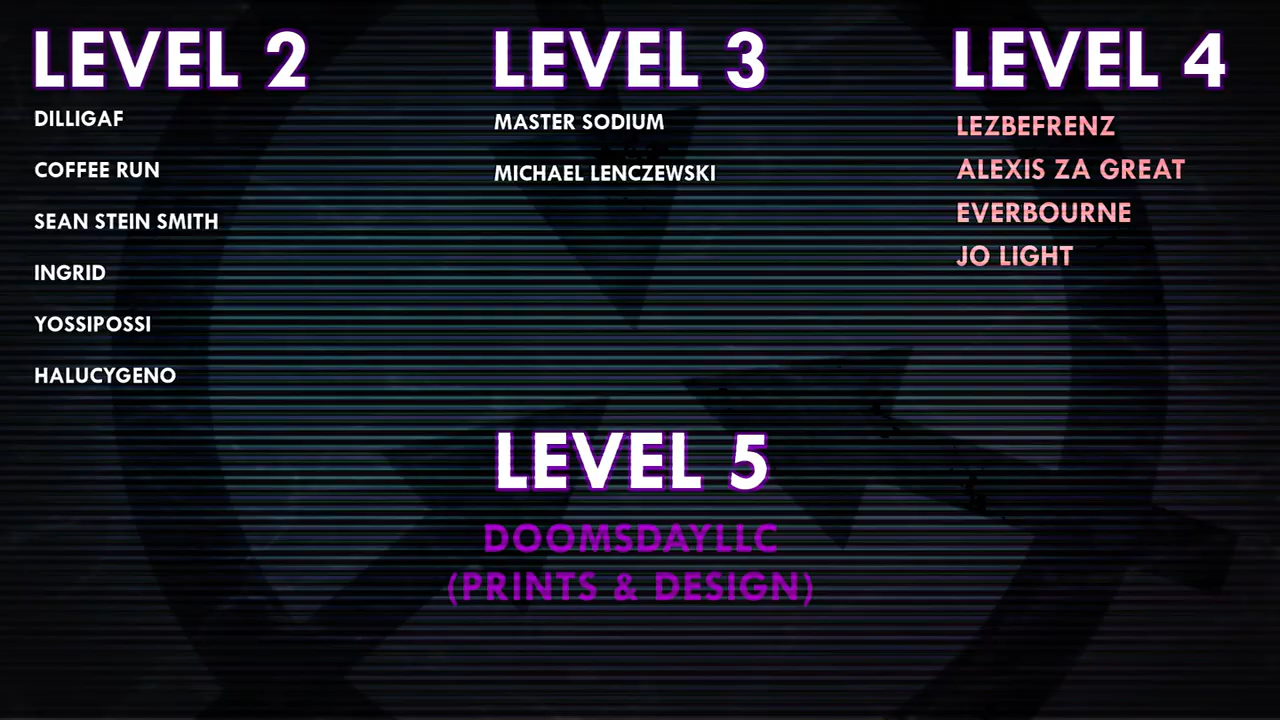 LEVEL 2
DILLIGAF
COFFEE RUN
SEAN STEIN SMITH
INGRID
YOSSIPOSSI
HALUCYGENO
LEVEL 3
MASTER SODIUM
MICHAEL LENCZEWSKI
LEVEL 4
LEZBEFRENZ
ALEXIS ZA GREAT
EVERBOURNE
JO LIGHT
LEVEL 5
DOOMSDAYLLC
(PRINTS & DESIGN)